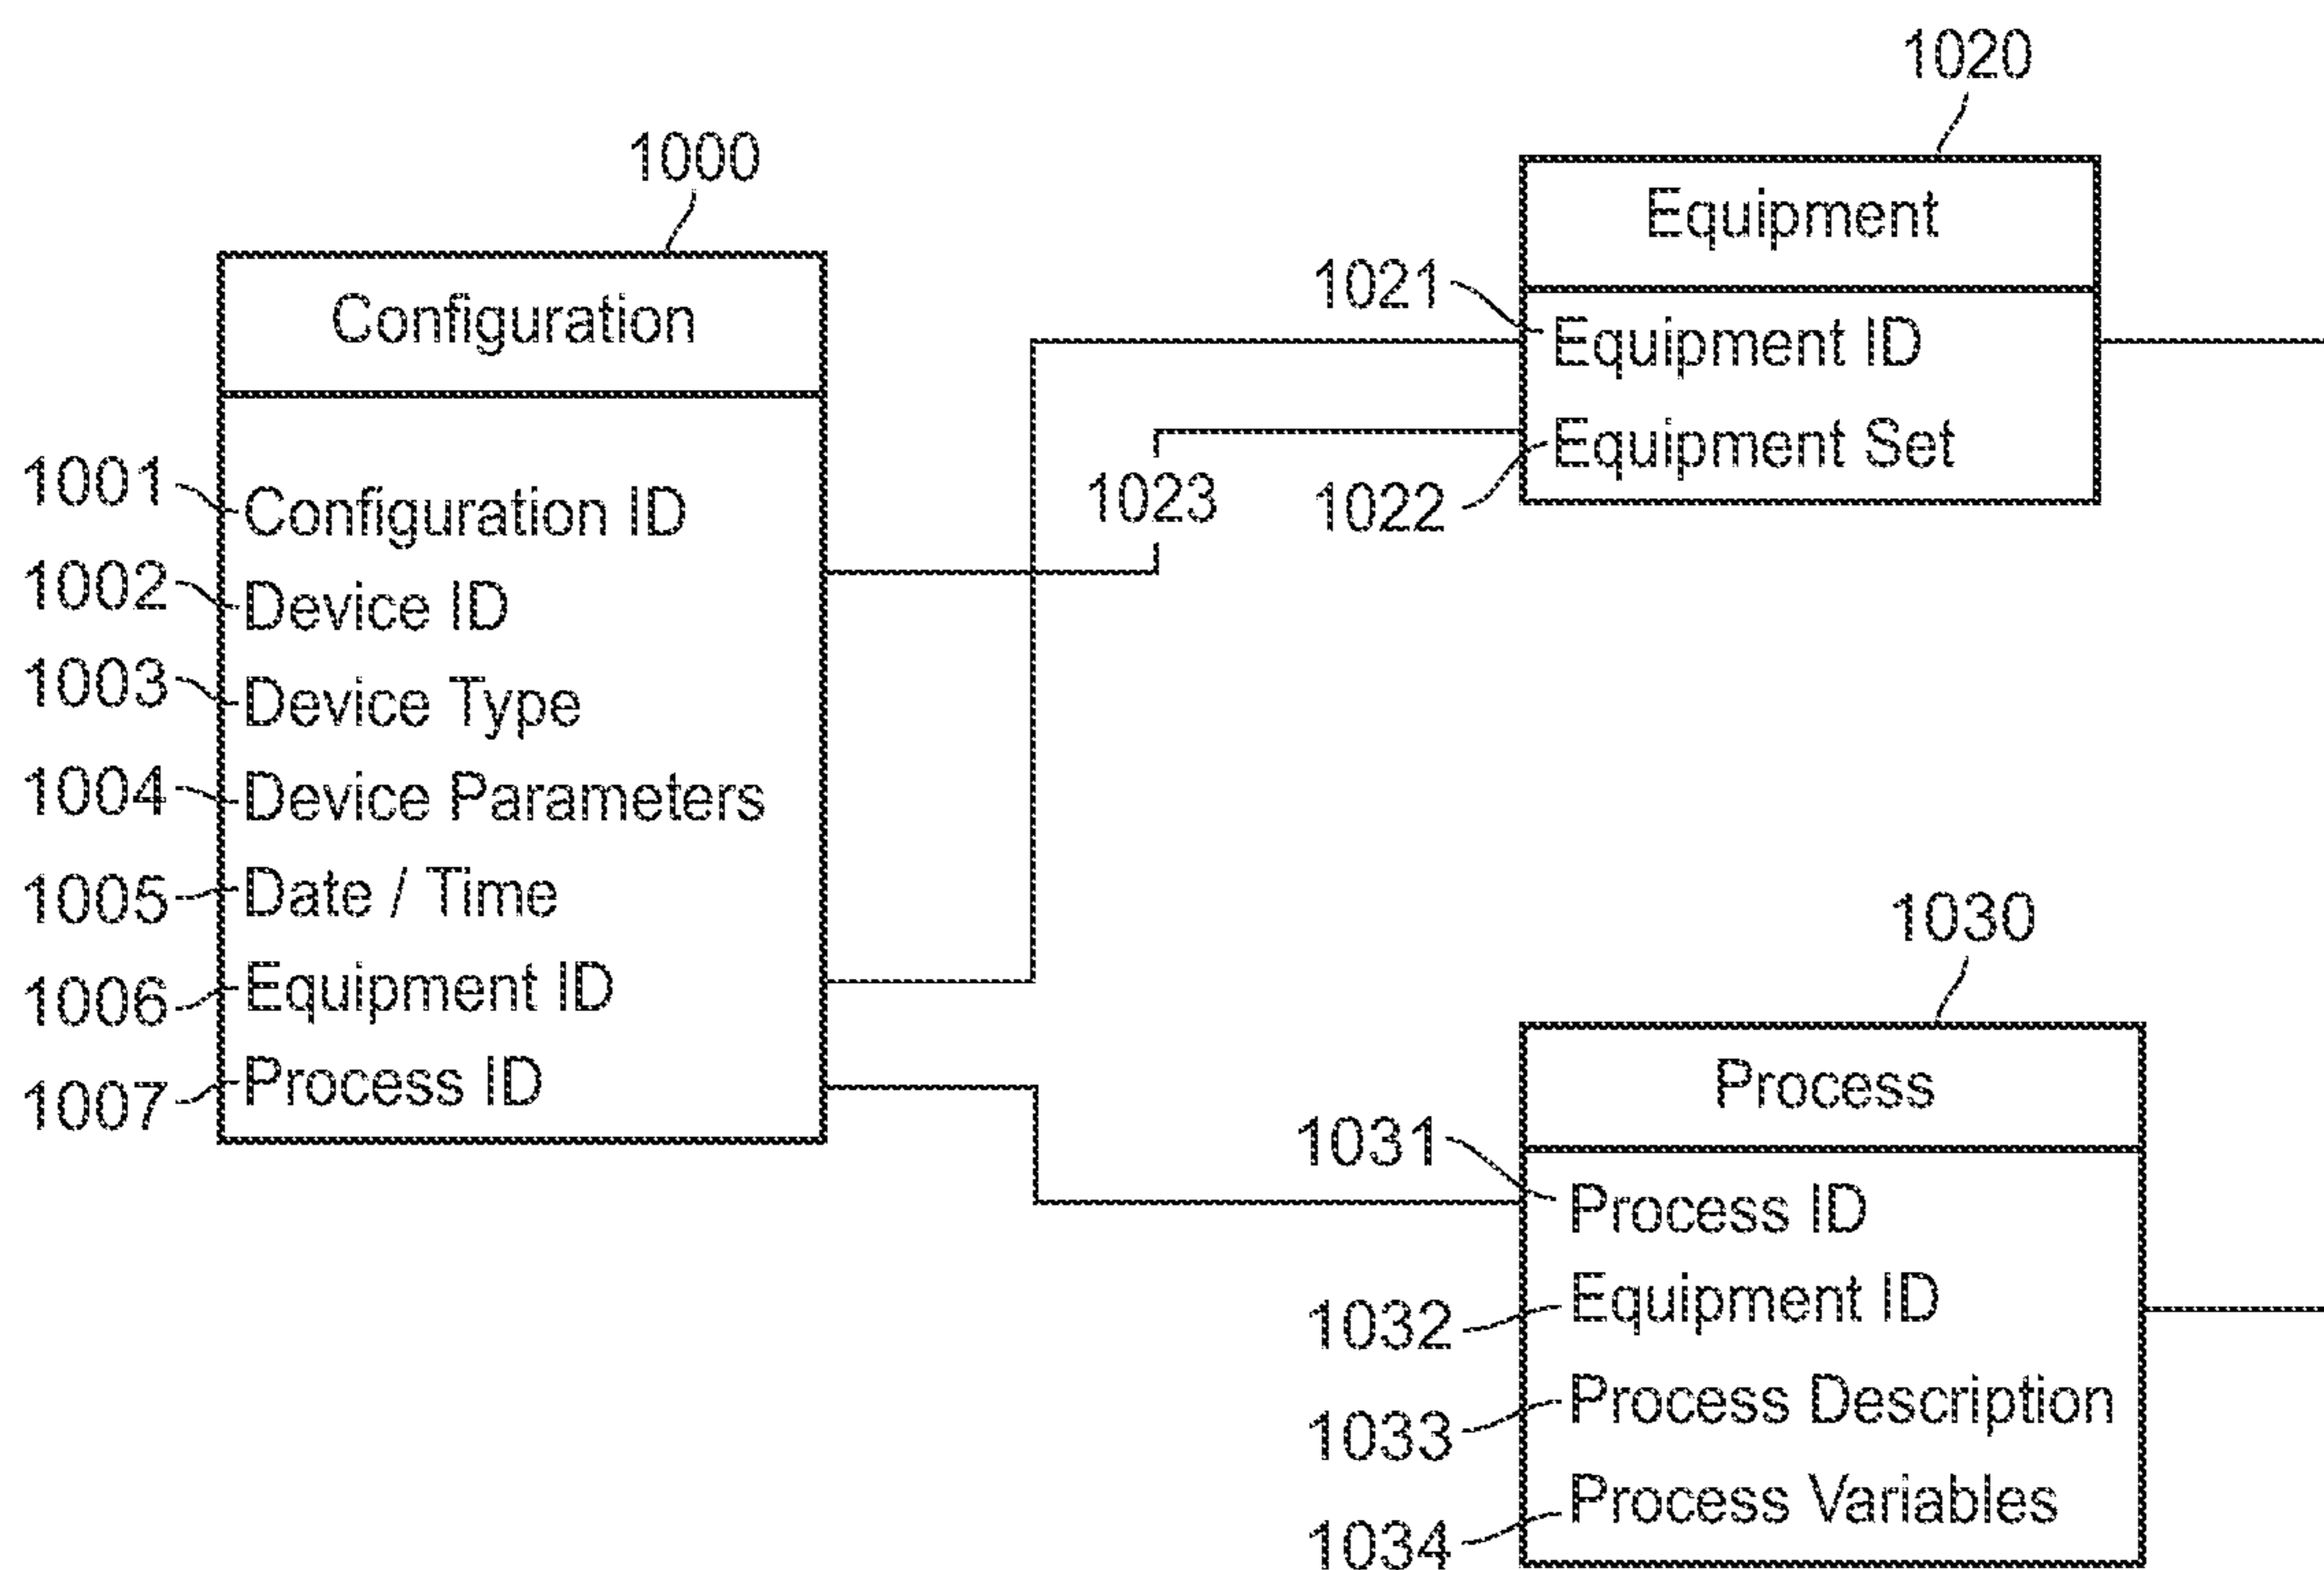 1020
1000
Equipment
1021
Configuration
Equipment ID
Equipment Set
1001
Configuration ID
1023
1022
1002
Device ID
1003
Device Type
1004
Device Parameters
1005
Date / Time
1030
1006
Equipment ID
Process
1007
Process ID
1031
Process ID
1032
Equipment ID
1033
Process Description
1034
Process Variables